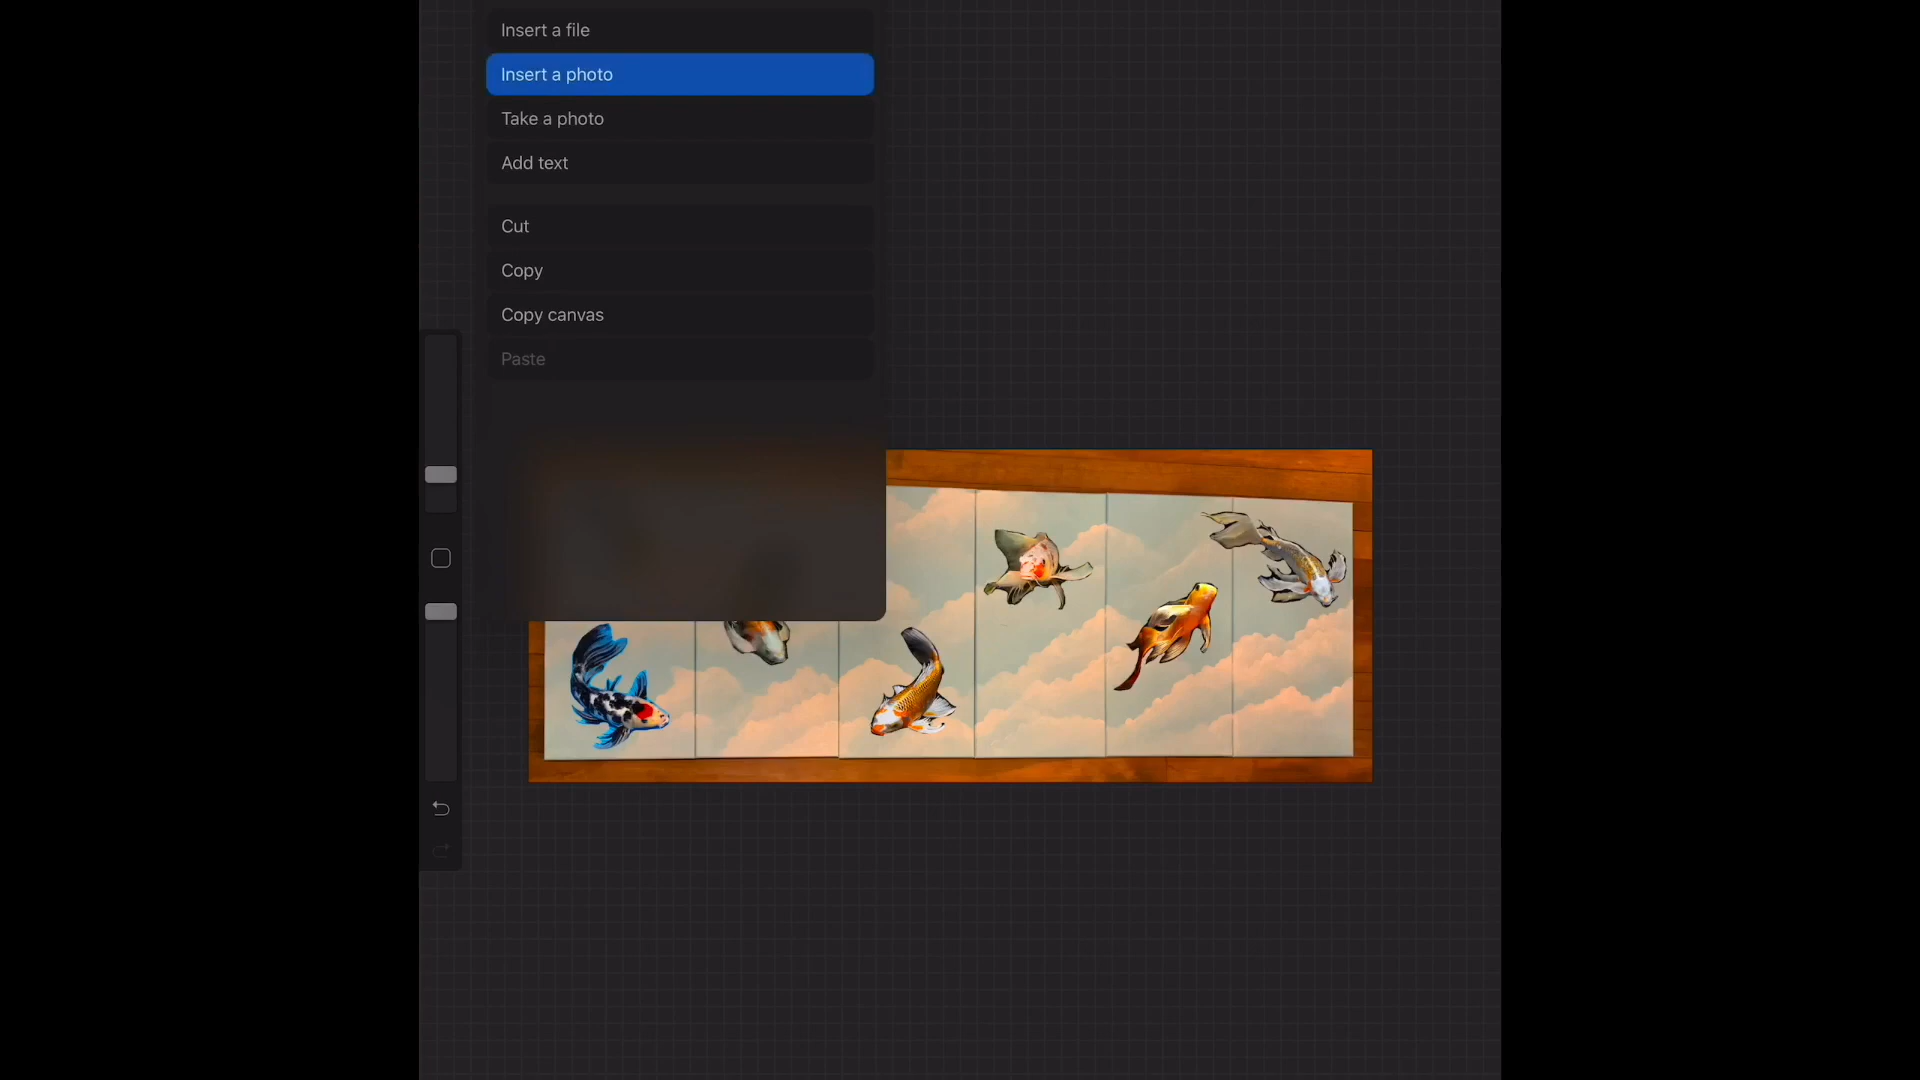 Insert a file
Insert a photo
Take a photo
Add text
Cut
Copy
Copy canvas
Paste